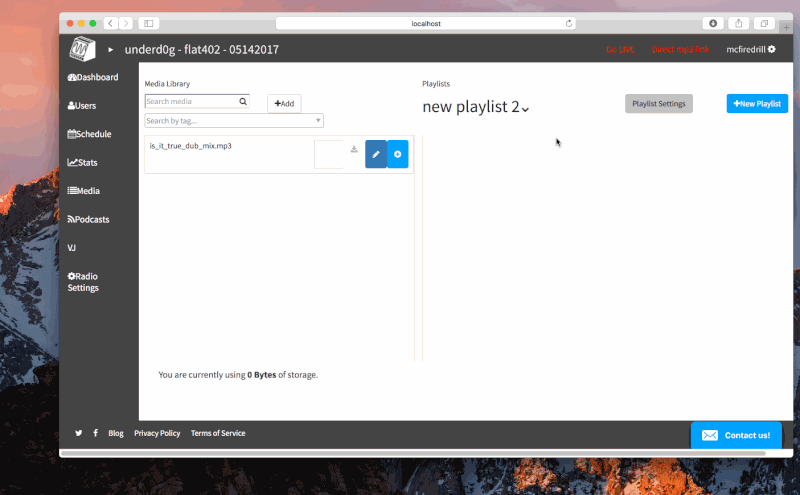 localhost
underd0g - flat402 - 05142017
Go LIVE
Direct mp3 link
mcfiredrill
Dashboard
Users
Schedule
Stats
Media
Podcasts
VJ
Radio
Settings
Media Library
Search media
+Add
Search by tag...
is_it_true_dub_mix.mp3
You are currently using 0 Bytes of storage.
Playlists
new playlist 2
Playlist Settings
+New Playlist
Blog
Privacy Policy
Terms of Service
Contact us!